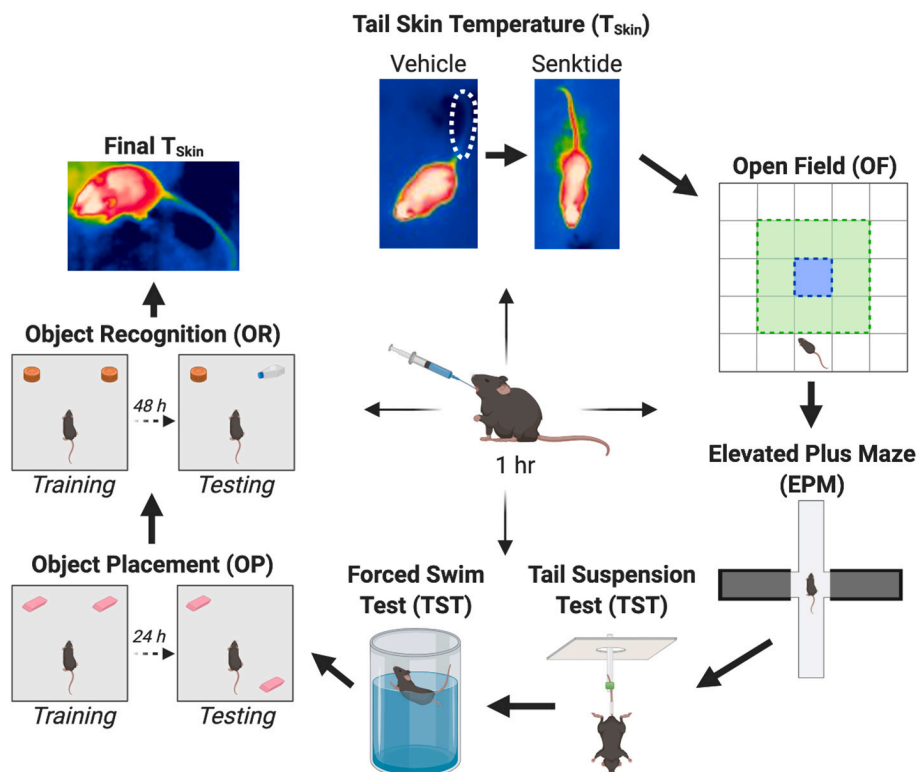 Tail Skin Temperature (TSkin)
Vehicle
Senktide
Final TSkin
Open Field (OF)
Object Recognition (OR)
48 h
Training
Testing
1 hr
Elevated Plus Maze
(EPM)
Object Placement (OP)
24 h
Training
Testing
Forced Swim
Test (TST)
Tail Suspension
Test (TST)